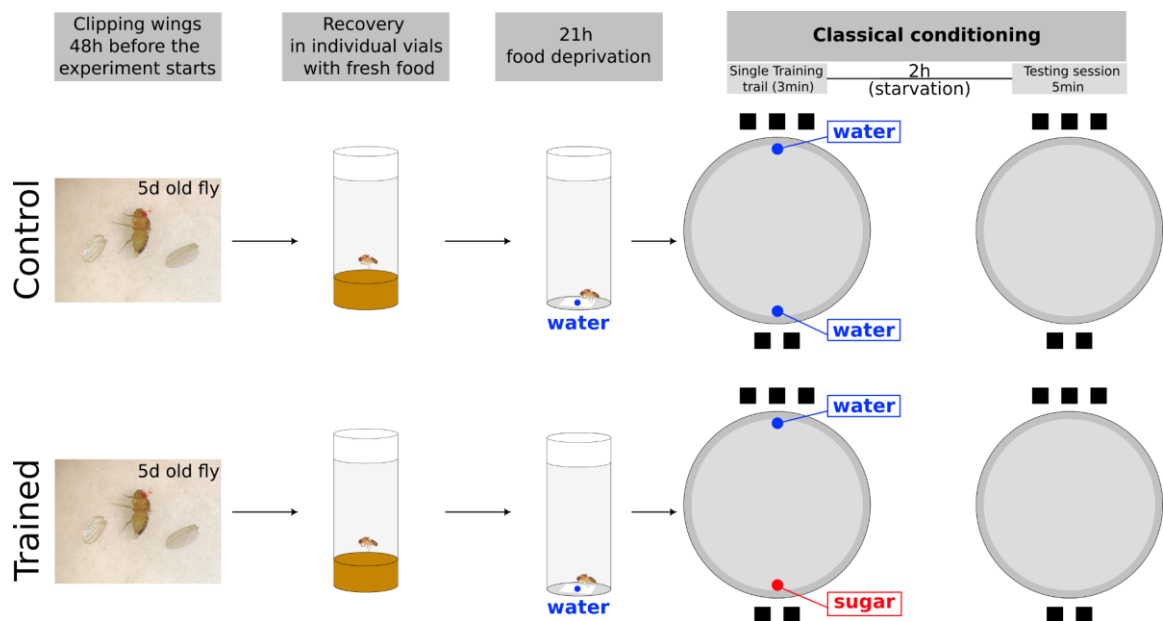 Clipping wings
48h before the
experiment starts
Recovery
in individual vials
with fresh food
21h
food deprivation
Classical conditioning
Single Training
trail (3min)
2h
(starvation)
Testing session
5min
Control
5d old fly
water
water
water
Trained
5d old fly
water
water
sugar